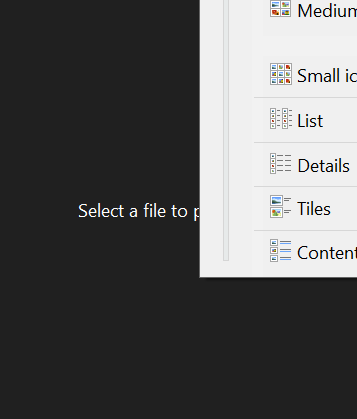 Medium
Small ic
List
Details
Tiles
Select a file to p
Content